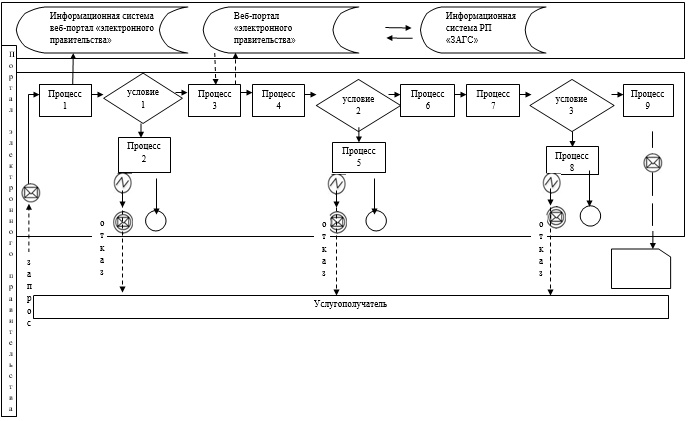 Информационная система
веб-портал «электронного
правительства»
Веб-портал
«электронного
правительства»
Информационная
система РП
«ЗАГС»
Портал электронного правительства
Процесс
1
условие
1
Процесс
3
Процесс
4
условие
2
Процесс
6
Процесс
7
условие
3
Процесс
9
Процесс
2
Процесс
5
Процесс
8
запрос
отказ
отказ
отказ
Услугополучатель